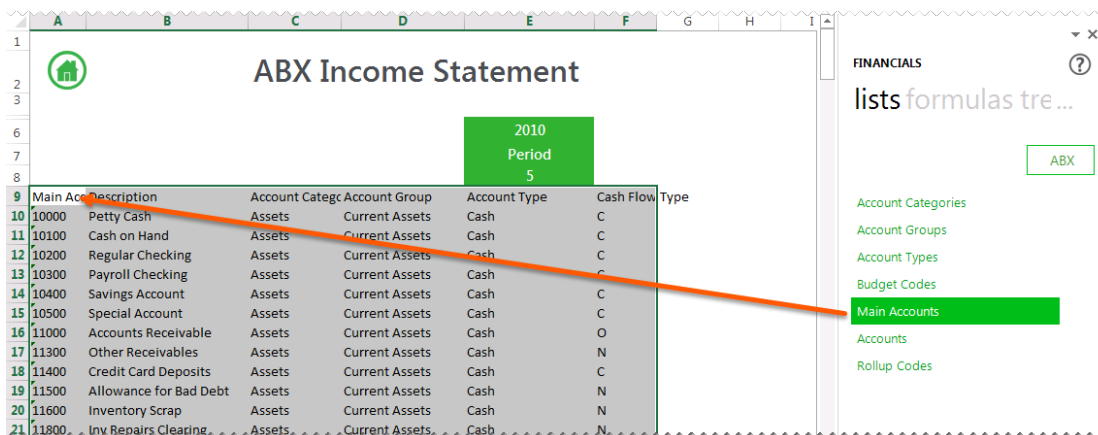 A B C D E F G H I
1
FINANCIALS
?
2 ABX Income Statement
lists formulas tre...
3
6 2010
7 Period
ABX
8 5
9 Main Acc Description Account Catego Account Group Account Type Cash Flow Type
10 10000 Petty Cash Assets Current Assets Cash C
11 10100 Cash on Hand Assets Current Assets Cash C
12 10200 Regular Checking Assets Current Assets Cash C
13 10300 Payroll Checking Assets Current Assets Cash C
14 10400 Savings Account Assets Current Assets Cash C
15 10500 Special Account Assets Current Assets Cash C
16 11000 Accounts Receivable Assets Current Assets Cash O
17 11300 Other Receivables Assets Current Assets Cash N
18 11400 Credit Card Deposits Assets Current Assets Cash C
19 11500 Allowance for Bad Debt Assets Current Assets Cash N
20 11600 Inventory Scrap Assets Current Assets Cash N
21 11800 Inv Repairs Clearing Assets Current Assets Cash N
Account Categories
Account Groups
Account Types
Budget Codes
Main Accounts
Accounts
Rollup Codes